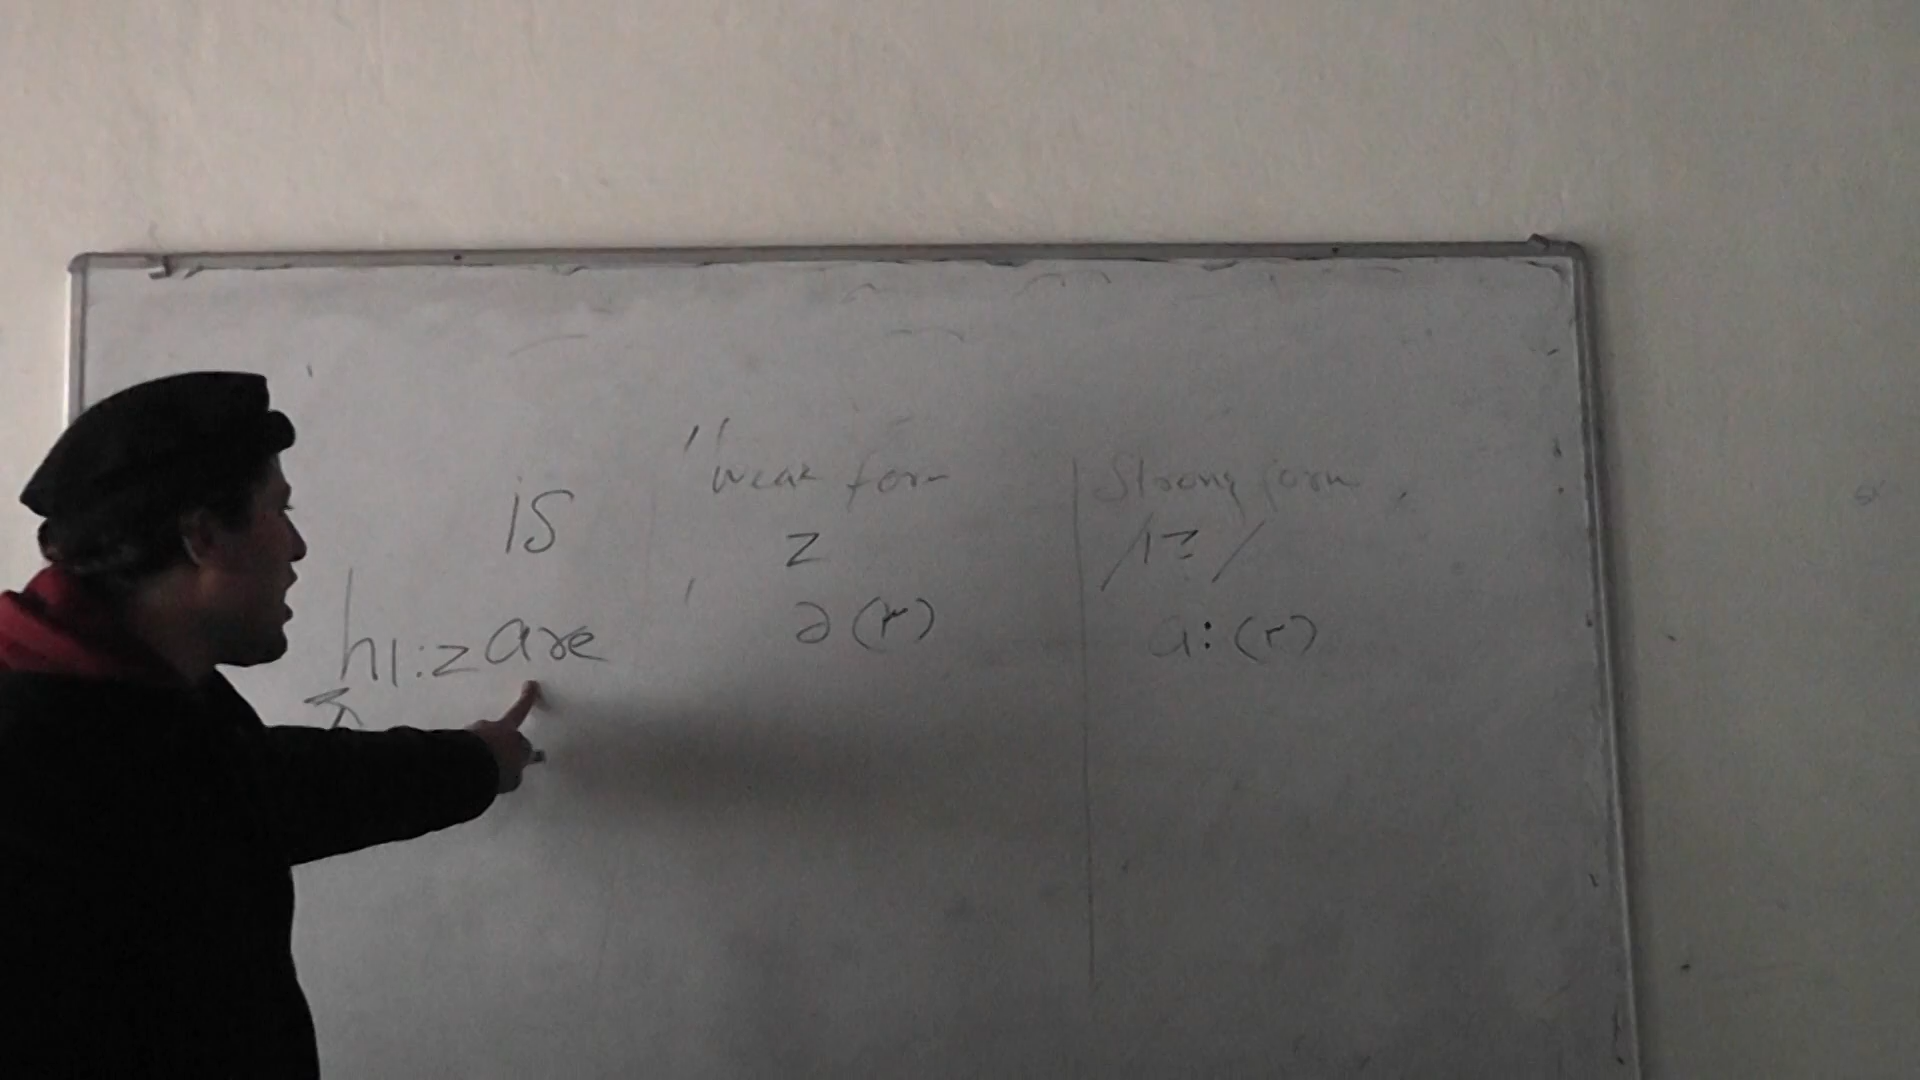 weak form Strong form
is z /ɪz/
hɪ:z are ə(r) a:(r)